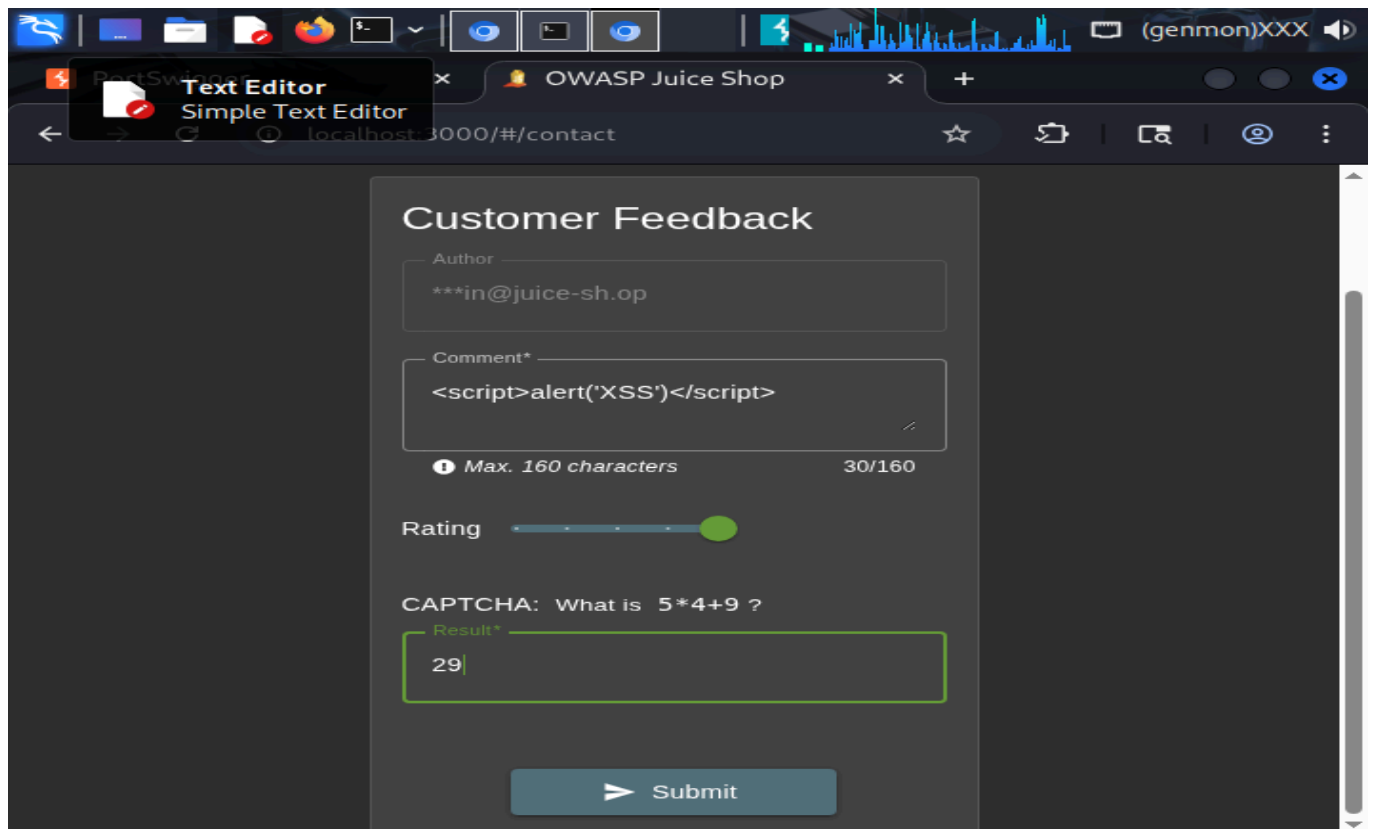 (genmon)XXX
PortSwigger
OWASP Juice Shop
Text Editor
Simple Text Editor
localhost:3000/#/contact
Customer Feedback
Author
***in@juice-sh.op
Comment*
<script>alert('XSS')</script>
Max. 160 characters 30/160
Rating
CAPTCHA: What is 5*4+9 ?
Result*
29
Submit